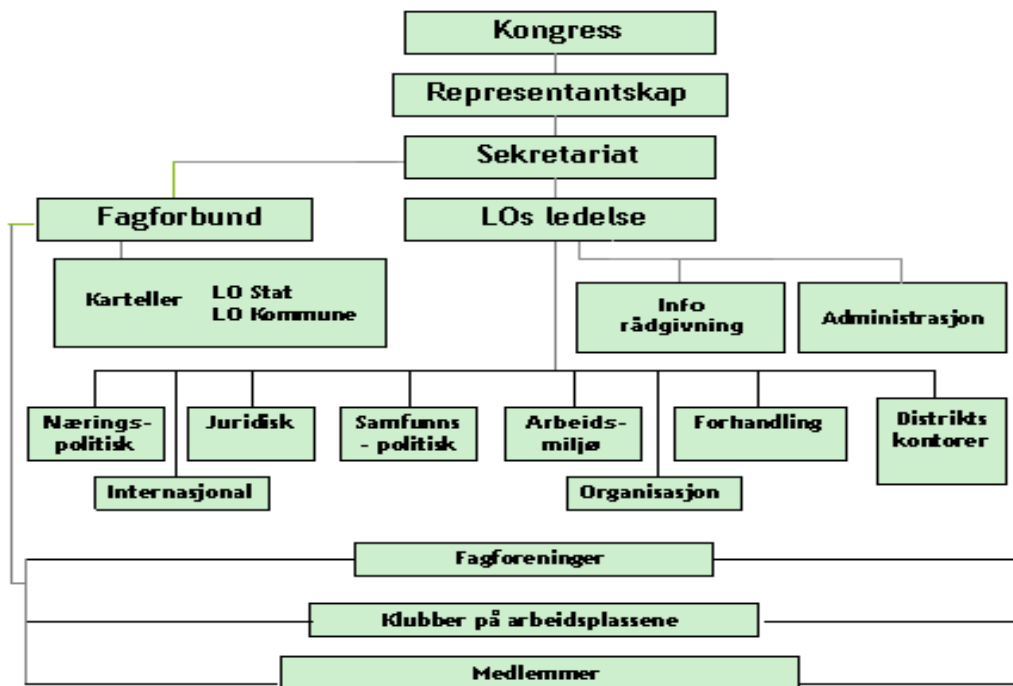 Kongress
Representantskap
Sekretariat
Fagforbund
LOs ledelse
Karteller
LO Stat
LO Kommune
Info
rådgivning
Administrasjon
Nærings-
politisk
Juridisk
Samfunns
- politisk
Arbeids-
miljø
Forhandling
Distrikts
kontorer
Internasjonal
Organisasjon
Fagforeninger
Klubber på arbeidsplassene
Medlemmer